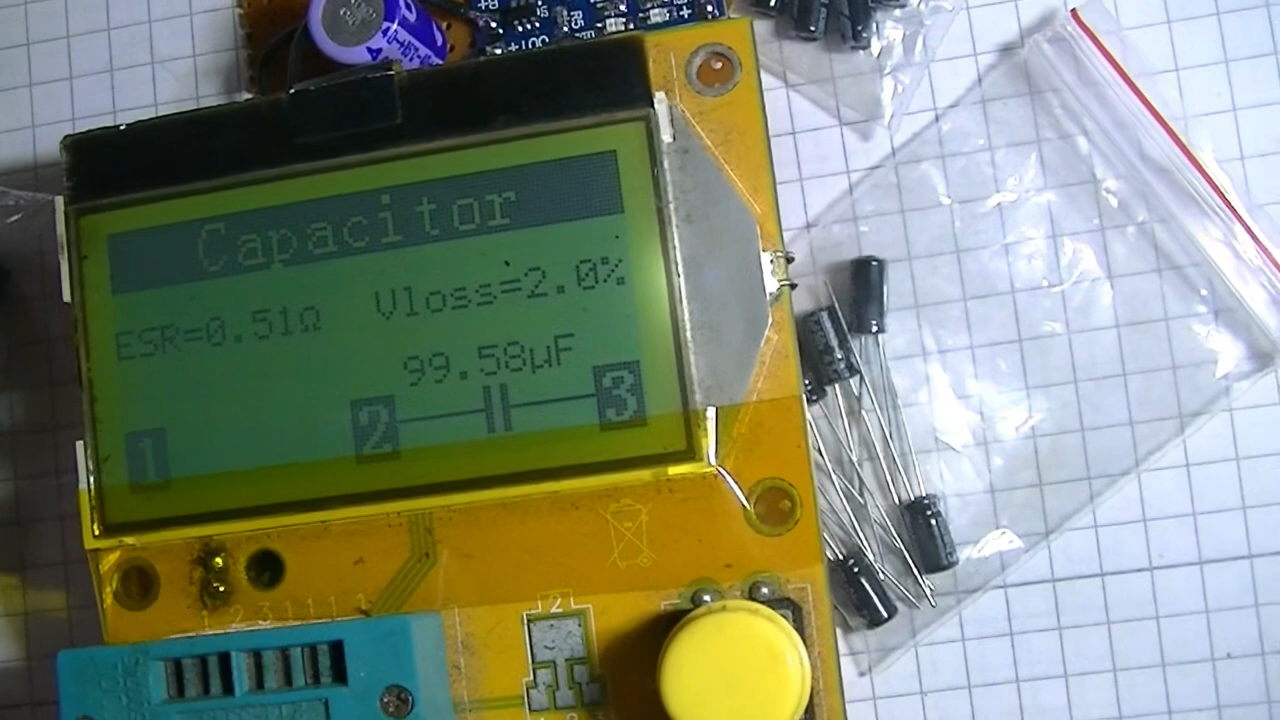 Capacitor
ESR=0.51Ω Vloss=2.0%
99.58µF
1 2 3
1 2 3 1 1 1 1
2